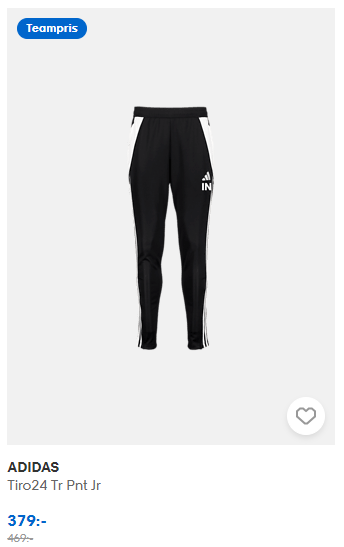 Teampris
IN
ADIDAS
Tiro24 Tr Pnt Jr
379:-
469:-